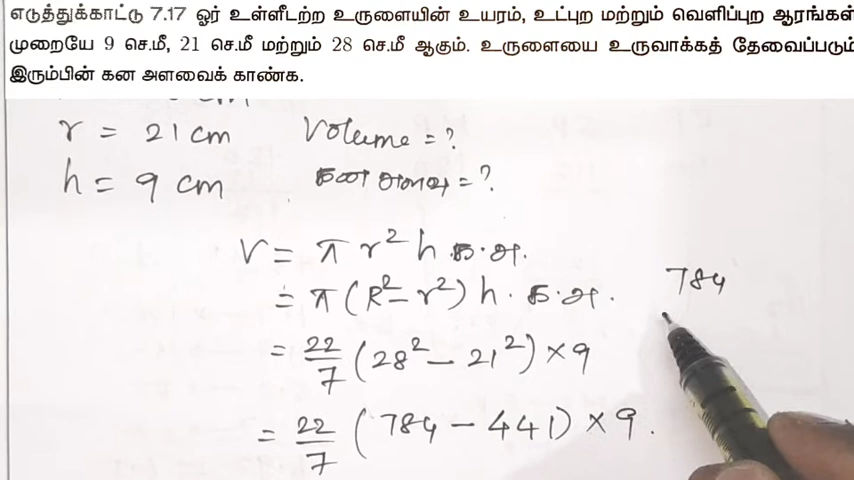 எடுத்துக்காட்டு 7.17 ஓர் உள்ளீடற்ற உருளையின் உயரம், உட்புற மற்றும் வெளிப்புற ஆரங்கள்
முறையே 9 செ.மீ, 21 செ.மீ மற்றும் 28 செ.மீ ஆகும். உருளையை உருவாக்கத் தேவைப்படும்
இரும்பின் கன அளவைக் காண்க.
cm
r = 21 cm Volume = ?
h = 9 cm கன அளவு = ?
V = π r² h க.அ.
= π (R² - r²) h . க.அ. 784
= 22/7 (28² - 21²) × 9
= 22/7 (784 - 441) × 9.